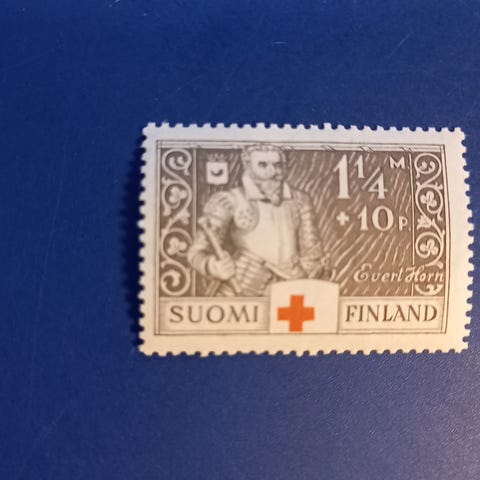 1 1/4 M
+ 10 P.
Evert Horn
SUOMI FINLAND